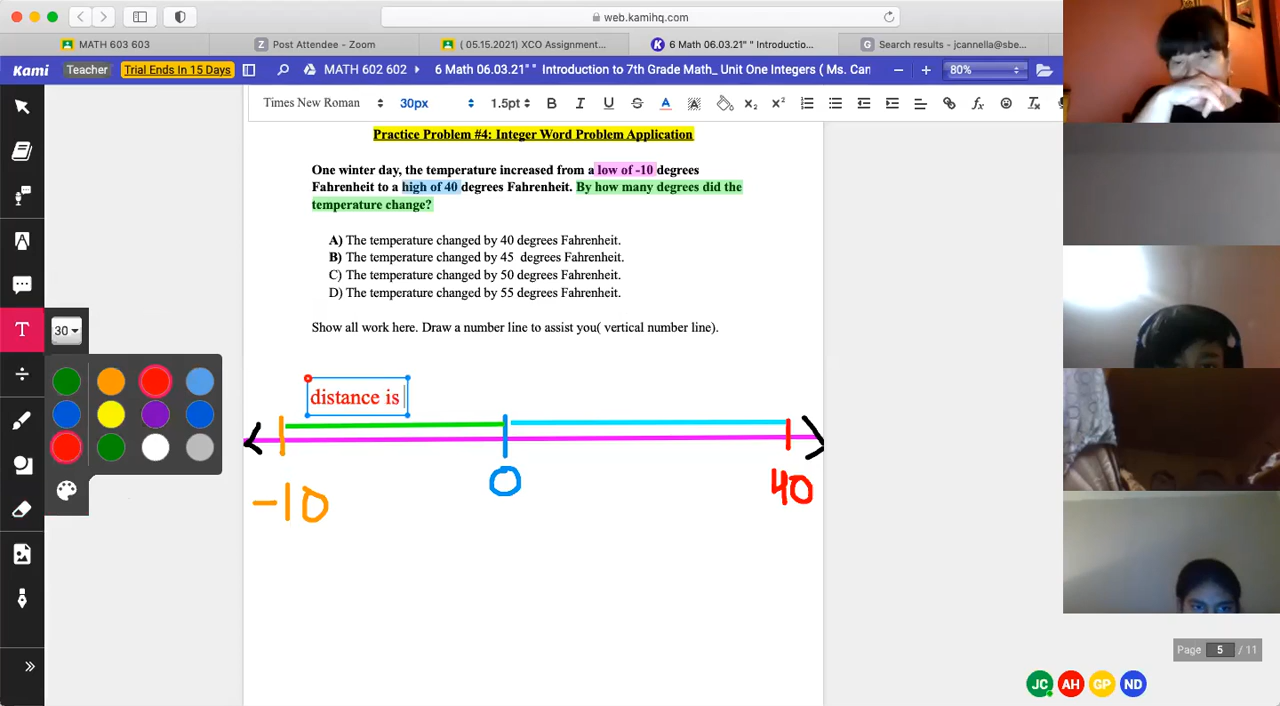 web.kamihq.com
MATH 603 603
Post Attendee - Zoom
( 05.15.2021) XCO Assignment...
6 Math 06.03.21" " Introductio...
Search results - jcannella@sbe...
Kami Teacher Trial Ends In 15 Days MATH 602 602 6 Math 06.03.21" " Introduction to 7th Grade Math_ Unit One Integers ( Ms. Can 80%
Times New Roman 30px 1.5pt B I U S A A X₂ X² fx Tx
Practice Problem #4: Integer Word Problem Application
One winter day, the temperature increased from a low of -10 degrees
Fahrenheit to a high of 40 degrees Fahrenheit. By how many degrees did the
temperature change?
A) The temperature changed by 40 degrees Fahrenheit.
B) The temperature changed by 45 degrees Fahrenheit.
C) The temperature changed by 50 degrees Fahrenheit.
D) The temperature changed by 55 degrees Fahrenheit.
Show all work here. Draw a number line to assist you( vertical number line).
T 30
distance is
-10 0 40
Page 5 / 11
JC AH GP ND